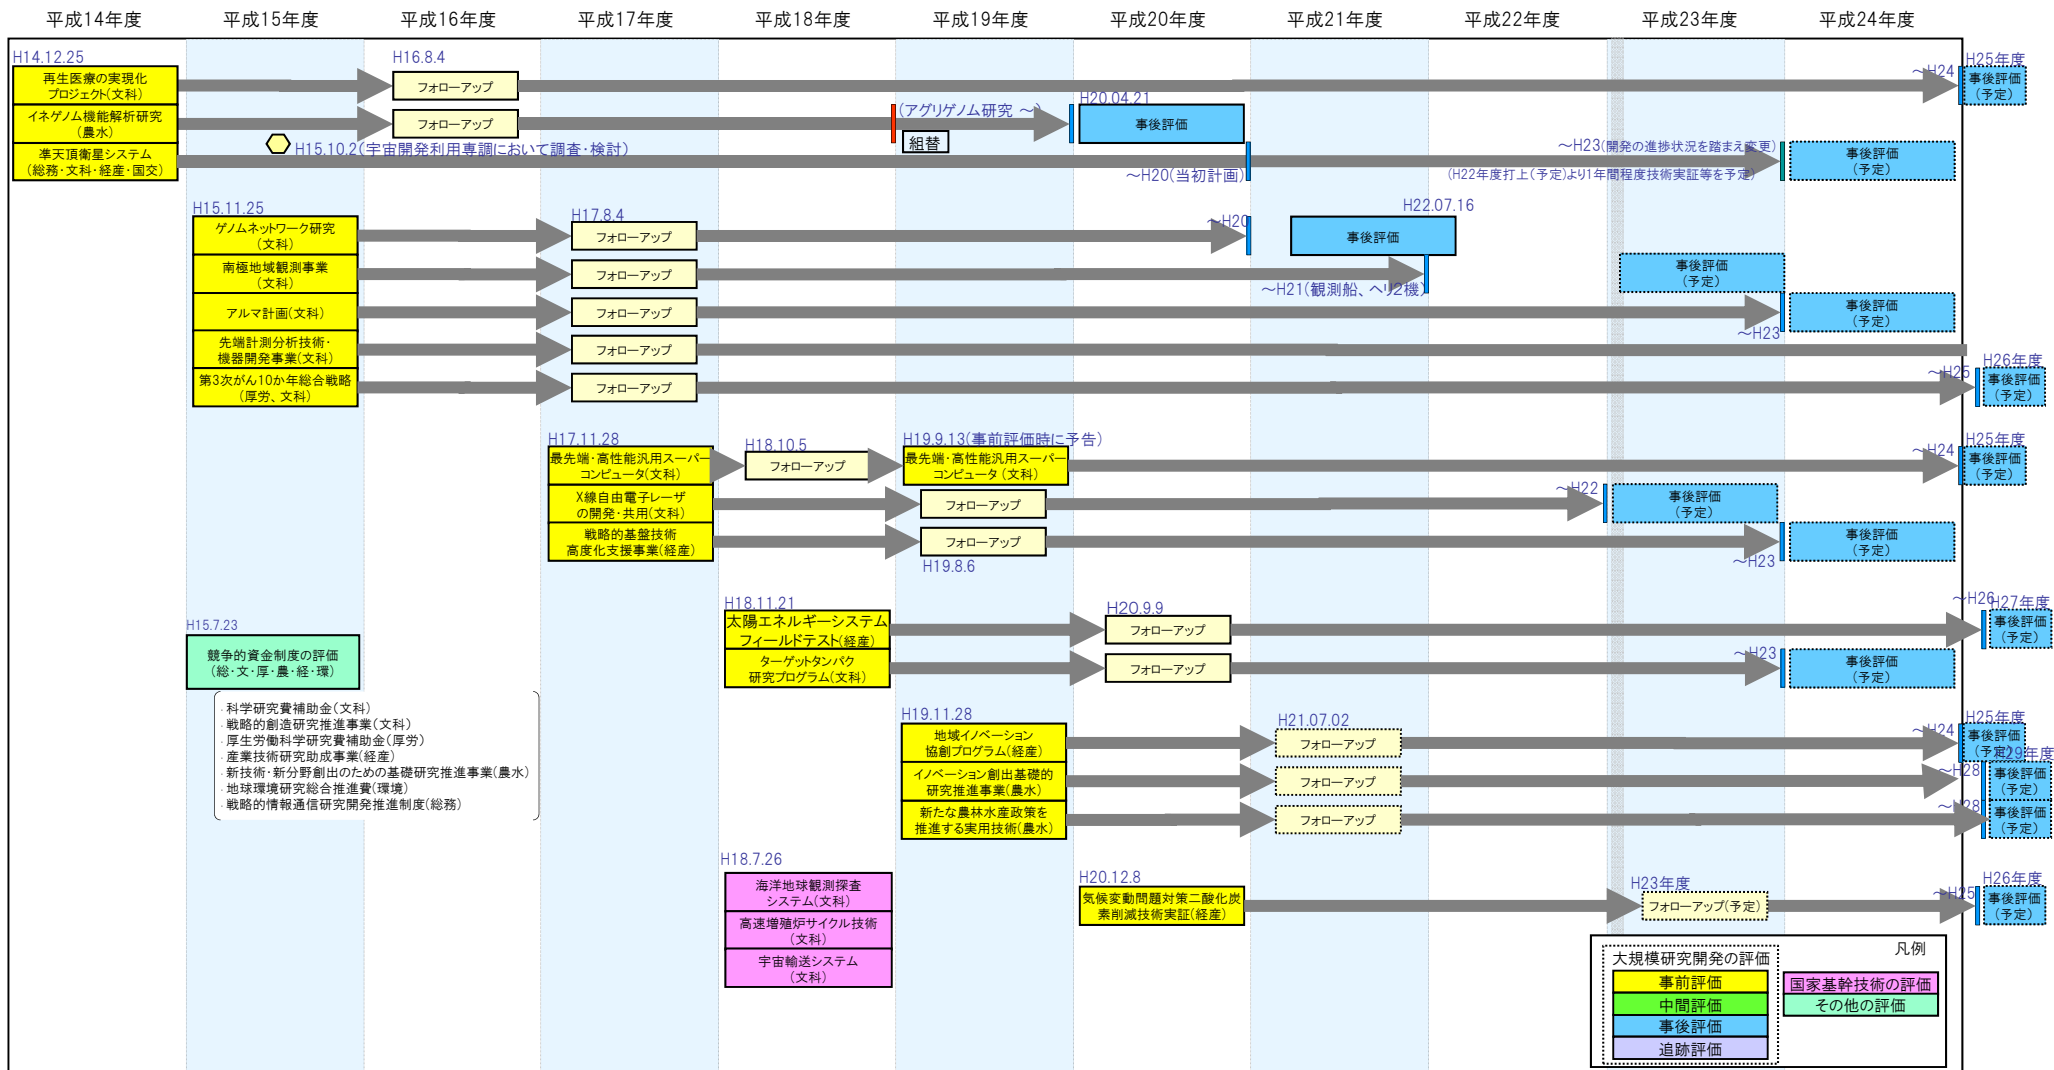 平成14年度 平成15年度 平成16年度 平成17年度 平成18年度 平成19年度 平成20年度 平成21年度 平成22年度 平成23年度 平成24年度
H14.12.25
H16.8.4
H25年度
再生医療の実現化
プロジェクト(文科)
フォローアップ
～H24
事後評価
(予定)
イネゲノム機能解析研究
(農水)
フォローアップ
(アグリゲノム研究 ～)
組替
H20.04.21
事後評価
H15.10.2(宇宙開発利用専調において調査・検討)
準天頂衛星システム
(総務・文科・経産・国交)
～H20(当初計画)
～H23(開発の進捗状況を踏まえ変更)
(H22年度打上(予定)より1年間程度技術実証等を予定)
事後評価
(予定)
H15.11.25
H17.8.4
H22.07.16
ゲノムネットワーク研究
(文科)
フォローアップ
～H20
事後評価
南極地域観測事業
(文科)
フォローアップ
～H21(観測船、ヘリ2機)
事後評価
(予定)
アルマ計画(文科)
フォローアップ
～H23
事後評価
(予定)
先端計測分析技術・
機器開発事業(文科)
フォローアップ
第3次がん10か年総合戦略
(厚労、文科)
フォローアップ
～H25
H26年度
事後評価
(予定)
H17.11.28
H18.10.5
H19.9.13(事前評価時に予告)
H25年度
最先端・高性能汎用スーパー
コンピュータ(文科)
フォローアップ
最先端・高性能汎用スーパー
コンピュータ(文科)
～H24
事後評価
(予定)
X線自由電子レーザ
の開発・共用(文科)
フォローアップ
～H22
事後評価
(予定)
戦略的基盤技術
高度化支援事業(経産)
フォローアップ
H19.8.6
～H23
事後評価
(予定)
H18.11.21
H20.9.9
H27年度
太陽エネルギーシステム
フィールドテスト(経産)
フォローアップ
～H26
事後評価
(予定)
ターゲットタンパク
研究プログラム(文科)
フォローアップ
～H23
事後評価
(予定)
H15.7.23
競争的資金制度の評価
(総・文・厚・農・経・環)
・科学研究費補助金(文科)
・戦略的創造研究推進事業(文科)
・厚生労働科学研究費補助金(厚労)
・産業技術研究助成事業(経産)
・新技術・新分野創出のための基礎研究推進事業(農水)
・地球環境研究総合推進費(環境)
・戦略的情報通信研究開発推進制度(総務)
H19.11.28
H21.07.02
H25年度
地域イノベーション
協創プログラム(経産)
フォローアップ
～H24
事後評価
(予定)
H29年度
イノベーション創出基礎的
研究推進事業(農水)
フォローアップ
～H28
事後評価
(予定)
新たな農林水産政策を
推進する実用技術(農水)
フォローアップ
～H28
事後評価
(予定)
H18.7.26
海洋地球観測探査
システム(文科)
高速増殖炉サイクル技術
(文科)
宇宙輸送システム
(文科)
H20.12.8
H23年度
H26年度
気候変動問題対策二酸化炭
素削減技術実証(経産)
フォローアップ(予定)
～H25
事後評価
(予定)
凡例
大規模研究開発の評価
事前評価
中間評価
事後評価
追跡評価
国家基幹技術の評価
その他の評価